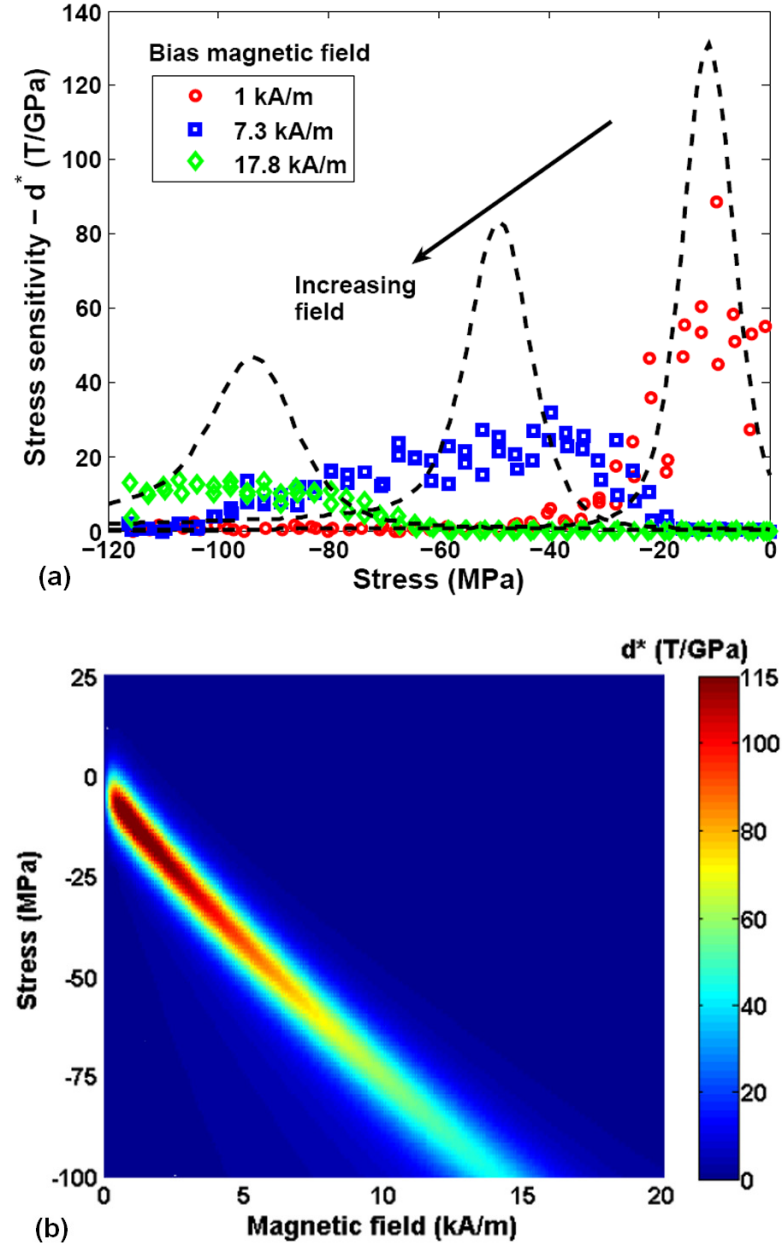 140
120
100
80
60
40
20
0
Stress sensitivity – d* (T/GPa)
Bias magnetic field
1 kA/m
7.3 kA/m
17.8 kA/m
Increasing
field
−120 −100 −80 −60 −40 −20 0
Stress (MPa)
(a)
d* (T/GPa)
25
0
-25
-50
-75
-100
Stress (MPa)
115
100
80
60
40
20
0
0 5 10 15 20
Magnetic field (kA/m)
(b)